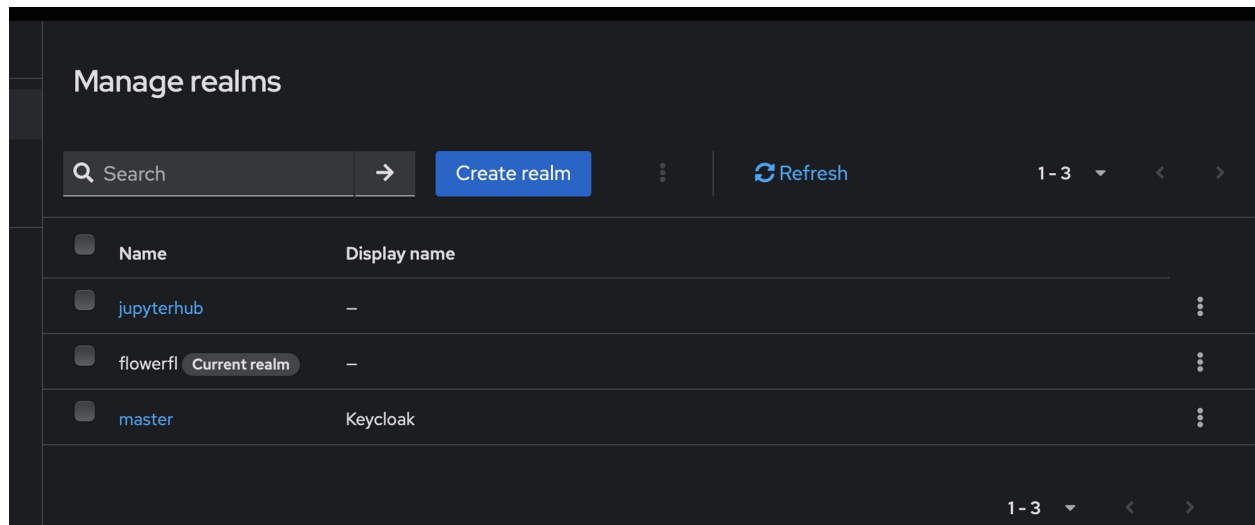 Manage realms
Search Create realm Refresh 1 - 3
Name Display name
jupyterhub –
flowerfl Current realm –
master Keycloak
1 - 3